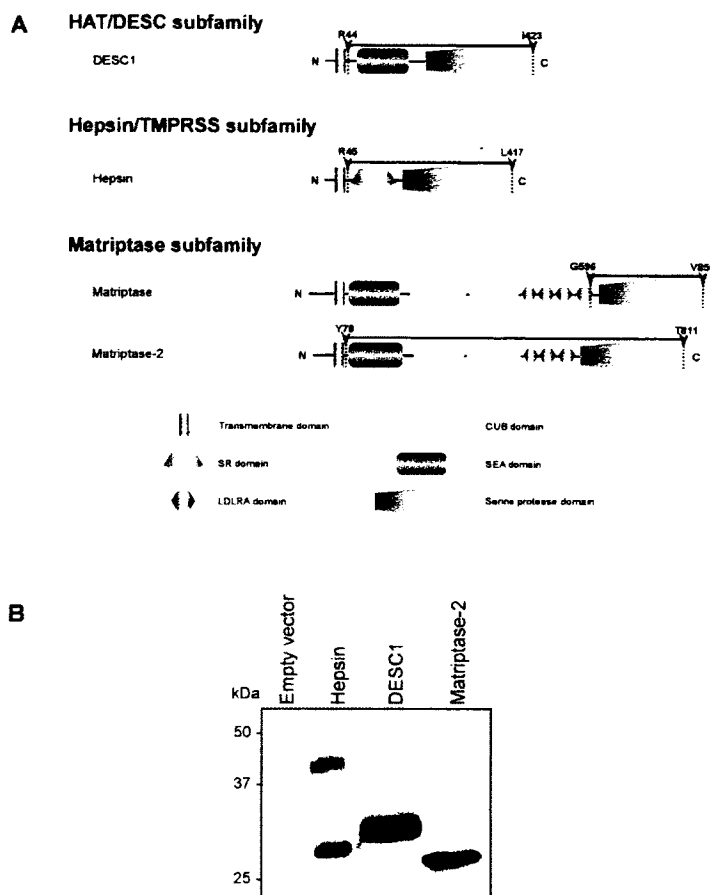 A
HAT/DESC subfamily
R44
I423
DESC1
N
C
Hepsin/TMPRSS subfamily
R45
L417
Hepsin
N
C
Matriptase subfamily
G596
V85
Matriptase
N
Y78
T811
Matriptase-2
N
C
Transmembrane domain
CUB domain
SR domain
SEA domain
LDLRA domain
Serine protease domain
B
Empty vector
Hepsin
DESC1
Matriptase-2
kDa
50
37
25